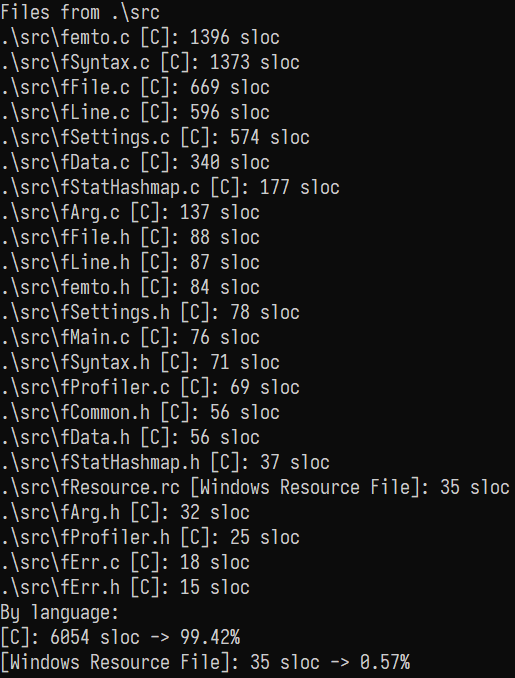 Files from .\src
.\src\femto.c [C]: 1396 sloc
.\src\fSyntax.c [C]: 1373 sloc
.\src\fFile.c [C]: 669 sloc
.\src\fLine.c [C]: 596 sloc
.\src\fSettings.c [C]: 574 sloc
.\src\fData.c [C]: 340 sloc
.\src\fStatHashmap.c [C]: 177 sloc
.\src\fArg.c [C]: 137 sloc
.\src\fFile.h [C]: 88 sloc
.\src\fLine.h [C]: 87 sloc
.\src\femto.h [C]: 84 sloc
.\src\fSettings.h [C]: 78 sloc
.\src\fMain.c [C]: 76 sloc
.\src\fSyntax.h [C]: 71 sloc
.\src\fProfiler.c [C]: 69 sloc
.\src\fCommon.h [C]: 56 sloc
.\src\fData.h [C]: 56 sloc
.\src\fStatHashmap.h [C]: 37 sloc
.\src\fResource.rc [Windows Resource File]: 35 sloc
.\src\fArg.h [C]: 32 sloc
.\src\fProfiler.h [C]: 25 sloc
.\src\fErr.c [C]: 18 sloc
.\src\fErr.h [C]: 15 sloc
By language:
[C]: 6054 sloc -> 99.42%
[Windows Resource File]: 35 sloc -> 0.57%